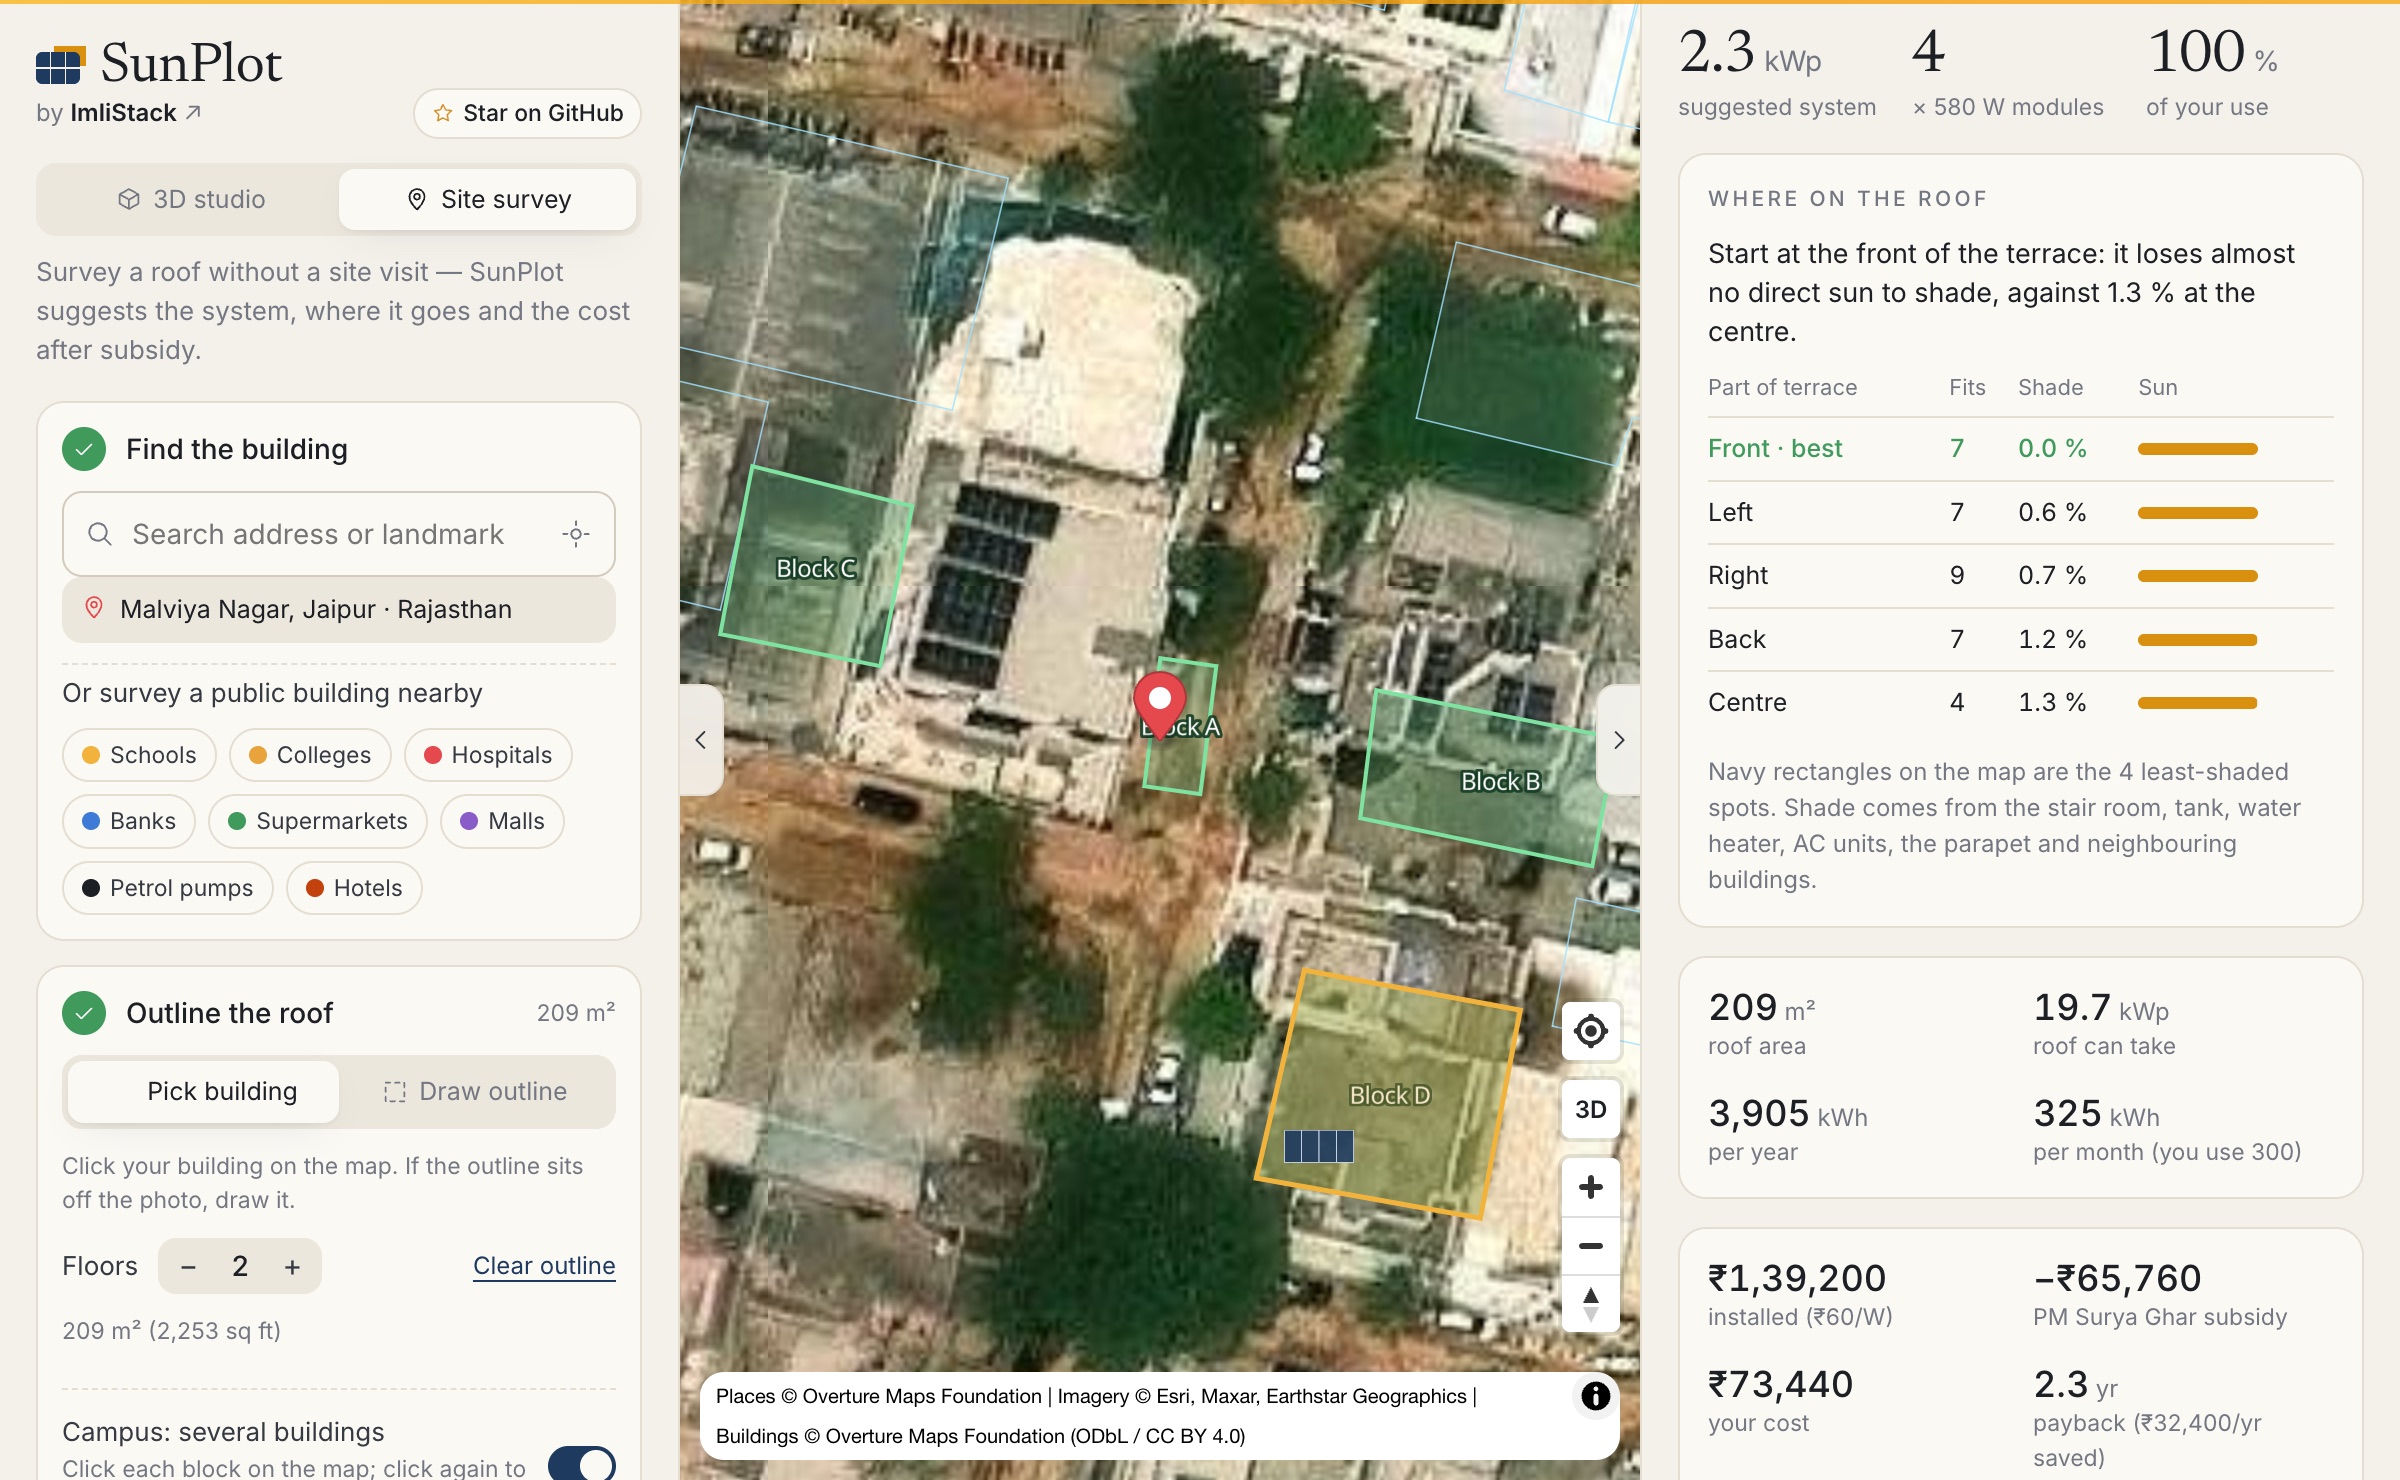 SunPlot
by ImliStack ↗
Star on GitHub
3D studio
Site survey
Survey a roof without a site visit — SunPlot
suggests the system, where it goes and the cost
after subsidy.
Find the building
Search address or landmark
Malviya Nagar, Jaipur · Rajasthan
Or survey a public building nearby
Schools
Colleges
Hospitals
Banks
Supermarkets
Malls
Petrol pumps
Hotels
Outline the roof
209 m²
Pick building
Draw outline
Click your building on the map. If the outline sits
off the photo, draw it.
Floors − 2 +
Clear outline
209 m² (2,253 sq ft)
Campus: several buildings
Click each block on the map; click again to
Block C
Block A
Block B
Block D
3D
Places © Overture Maps Foundation | Imagery © Esri, Maxar, Earthstar Geographics |
Buildings © Overture Maps Foundation (ODbL / CC BY 4.0)
2.3 kWp
suggested system
4
× 580 W modules
100 %
of your use
WHERE ON THE ROOF
Start at the front of the terrace: it loses almost
no direct sun to shade, against 1.3 % at the
centre.
Part of terrace Fits Shade Sun
Front · best 7 0.0 %
Left 7 0.6 %
Right 9 0.7 %
Back 7 1.2 %
Centre 4 1.3 %
Navy rectangles on the map are the 4 least-shaded
spots. Shade comes from the stair room, tank, water
heater, AC units, the parapet and neighbouring
buildings.
209 m²
roof area
19.7 kWp
roof can take
3,905 kWh
per year
325 kWh
per month (you use 300)
₹1,39,200
installed (₹60/W)
−₹65,760
PM Surya Ghar subsidy
₹73,440
your cost
2.3 yr
payback (₹32,400/yr
saved)